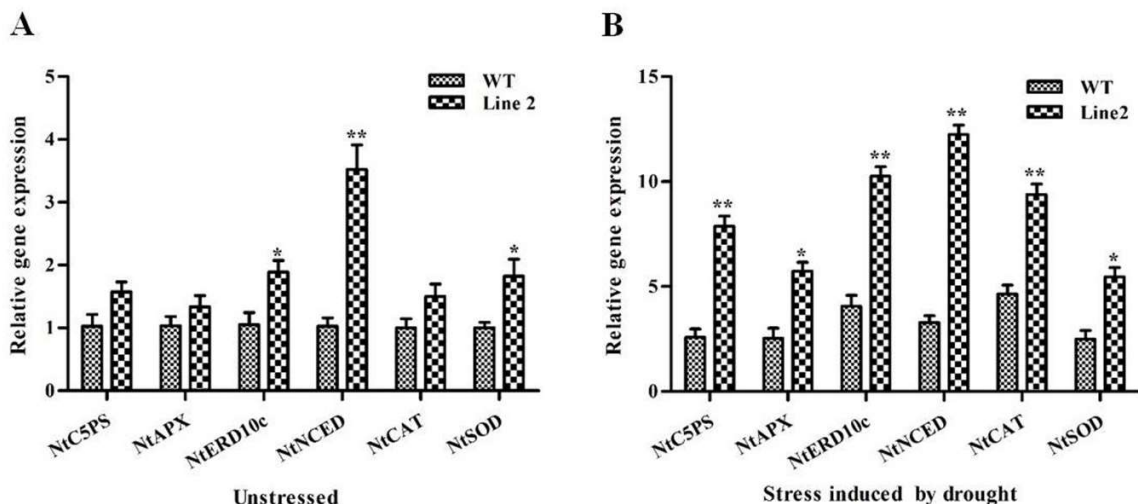 A
Relative gene expression
5
4
3
2
1
0
WT
Line 2
*
**
*
NtC5PS
NtAPX
NtERD10c
NtNCED
NtCAT
NtSOD
Unstressed
B
Relative gene expression
15
10
5
0
WT
Line2
**
*
**
**
**
*
NtC5PS
NtAPX
NtERD10c
NtNCED
NtCAT
NtSOD
Stress induced by drought